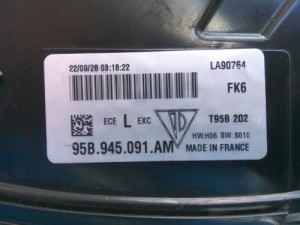 22/09/28 03:18:22 LA90764
FK6
ECE L EXC T95B 202
HW:H06 SW:S010
95B.945.091.AM MADE IN FRANCE